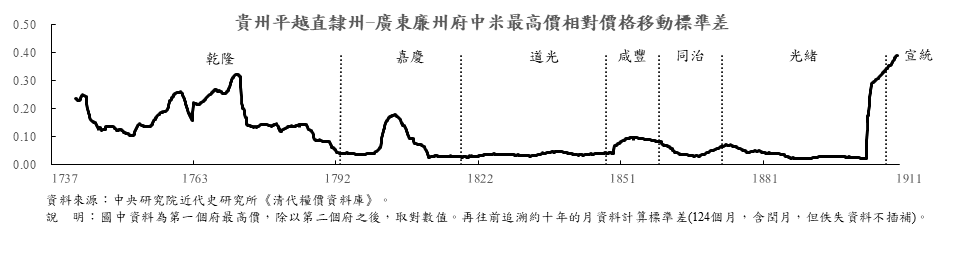 貴州平越直隸州-廣東廉州府中米最高價相對價格移動標準差
0.50
0.40
0.30
0.20
0.10
0.00
乾隆 嘉慶 道光 咸豐 同治 光緒 宣統
1737 1763 1792 1822 1851 1881 1911
資料來源：中央研究院近代史研究所《清代糧價資料庫》。
說　明：圖中資料為第一個府最高價，除以第二個府之後，取對數值。再往前追溯約十年的月資料計算標準差(124個月，含閏月，但佚失資料不插補)。